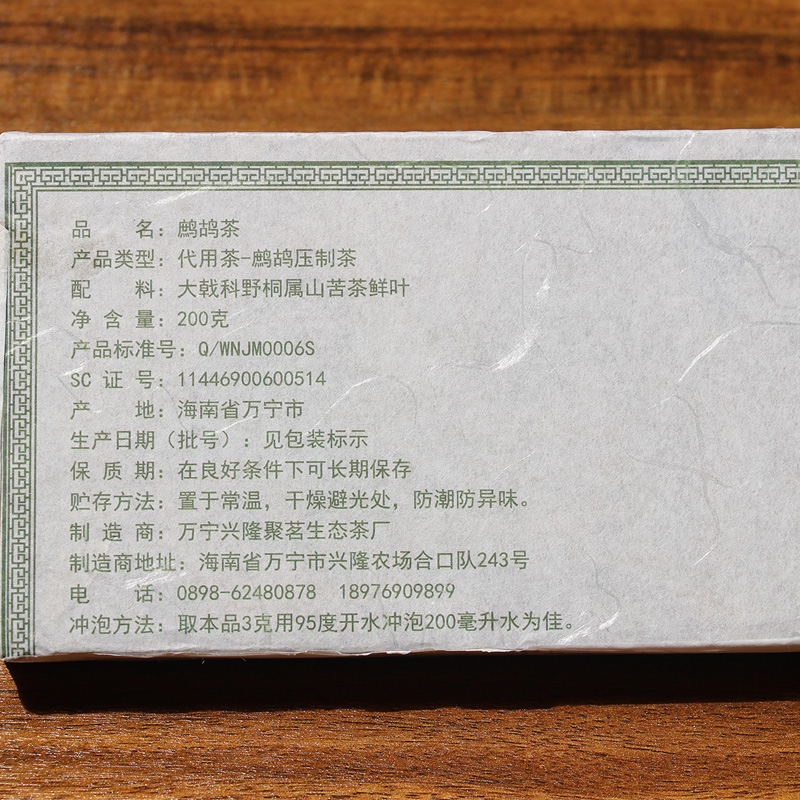 品　　名：鹧鸪茶
产品类型：代用茶-鹧鸪压制茶
配　　料：大戟科野桐属山苦茶鲜叶
净 含 量：200克
产品标准号：Q/WNJM0006S
SC 证 号：11446900600514
产　　地：海南省万宁市
生产日期（批号）：见包装标示
保 质 期：在良好条件下可长期保存
贮存方法：置于常温，干燥避光处，防潮防异味。
制 造 商：万宁兴隆聚茗生态茶厂
制造商地址：海南省万宁市兴隆农场合口队243号
电　　话：0898-62480878　18976909899
冲泡方法：取本品3克用95度开水冲泡200毫升水为佳。